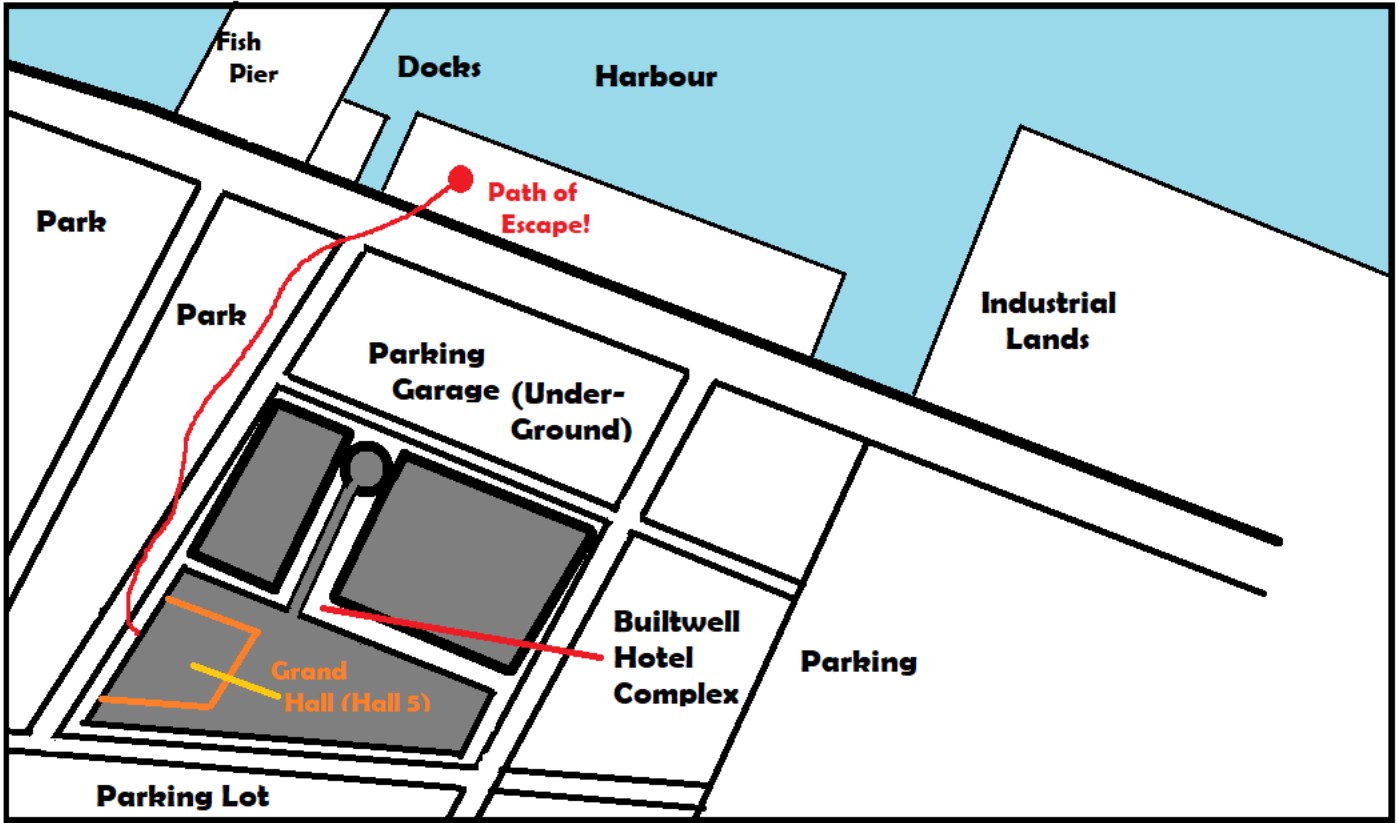 Fish
Pier
Docks
Harbour
Path of
Escape!
Park
Park
Industrial
Lands
Parking
Garage
(Under-
Ground)
Builtwell
Hotel
Complex
Parking
Grand
Hall (Hall 5)
Parking Lot